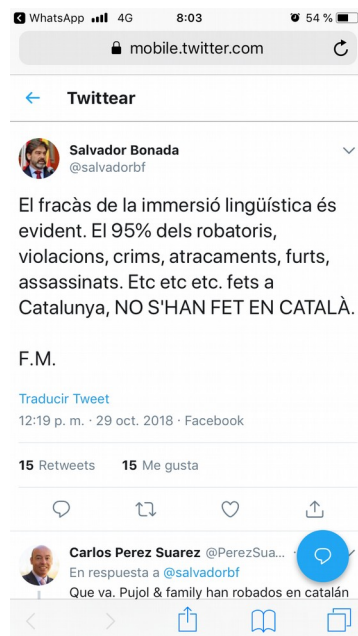 WhatsApp 4G 8:03 54 %
mobile.twitter.com
Twittear
Salvador Bonada
@salvadorbf
El fracàs de la immersió lingüística és
evident. El 95% dels robatoris,
violacions, crims, atracaments, furts,
assassinats. Etc etc etc. fets a
Catalunya, NO S'HAN FET EN CATALÀ.
F.M.
Traducir Tweet
12:19 p. m. · 29 oct. 2018 · Facebook
15 Retweets 15 Me gusta
Carlos Perez Suarez @PerezSua... ·
En respuesta a @salvadorbf
Que va. Pujol & family han robados en catalán